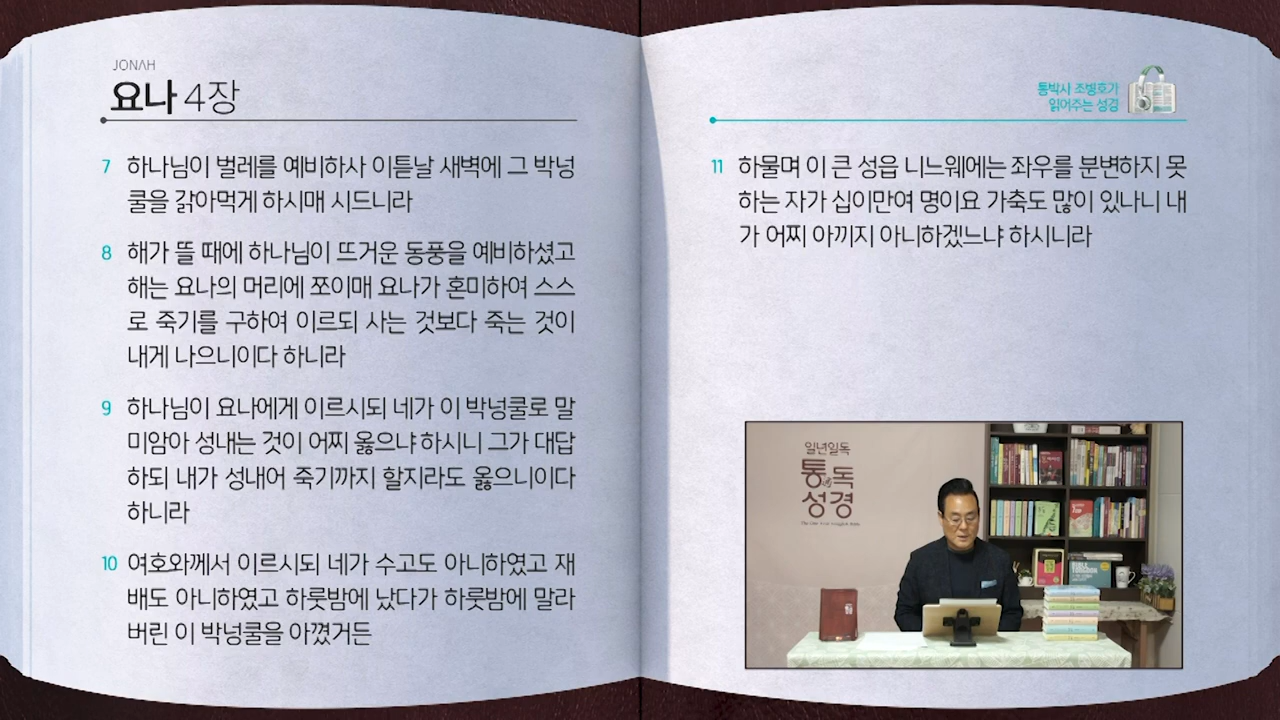 JONAH
요나 4장
7 하나님이 벌레를 예비하사 이튿날 새벽에 그 박넝
쿨을 갉아먹게 하시매 시드니라
8 해가 뜰 때에 하나님이 뜨거운 동풍을 예비하셨고
해는 요나의 머리에 쪼이매 요나가 혼미하여 스스
로 죽기를 구하여 이르되 사는 것보다 죽는 것이
내게 나으니이다 하니라
9 하나님이 요나에게 이르시되 네가 이 박넝쿨로 말
미암아 성내는 것이 어찌 옳으냐 하시니 그가 대답
하되 내가 성내어 죽기까지 할지라도 옳으니이다
하니라
10 여호와께서 이르시되 네가 수고도 아니하였고 재
배도 아니하였고 하룻밤에 났다가 하룻밤에 말라
버린 이 박넝쿨을 아꼈거든
통박사 조병호가
읽어주는 성경
11 하물며 이 큰 성읍 니느웨에는 좌우를 분변하지 못
하는 자가 십이만여 명이요 가축도 많이 있나니 내
가 어찌 아끼지 아니하겠느냐 하시니라
일년일독
통독
성경